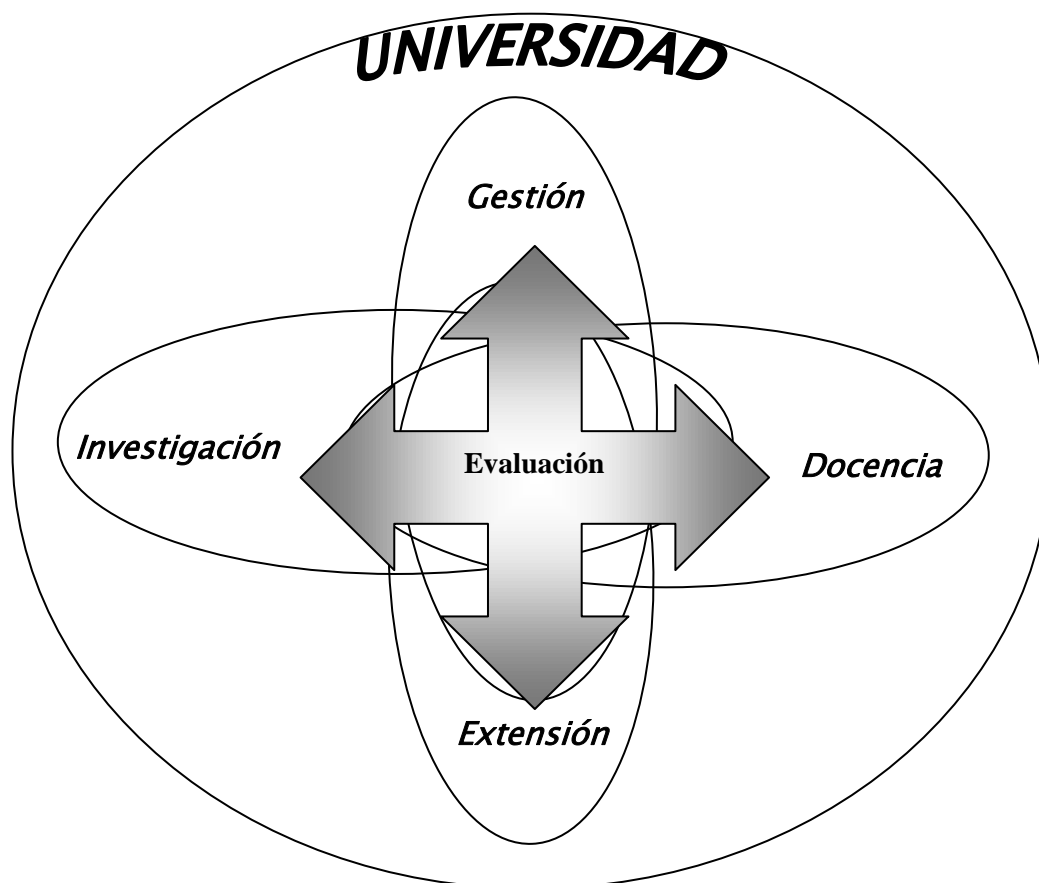 UNIVERSIDAD
Gestión
Investigación
Evaluación
Docencia
Extensión